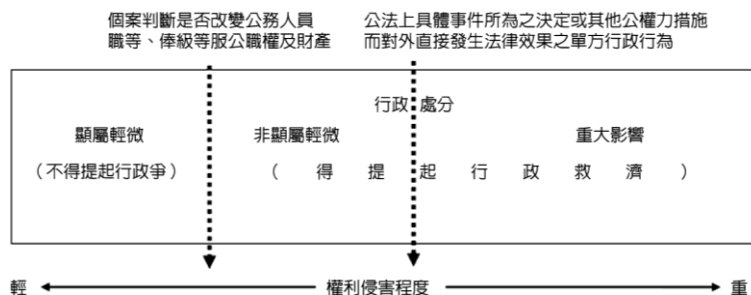 個案判斷是否改變公務人員
職等、俸級等服公職權及財產
公法上具體事件所為之決定或其他公權力措施
而對外直接發生法律效果之單方行政行為
行政處分
顯屬輕微
非顯屬輕微
重大影響
（不得提起行政爭）
（得提起行政救濟）
輕
權利侵害程度
重